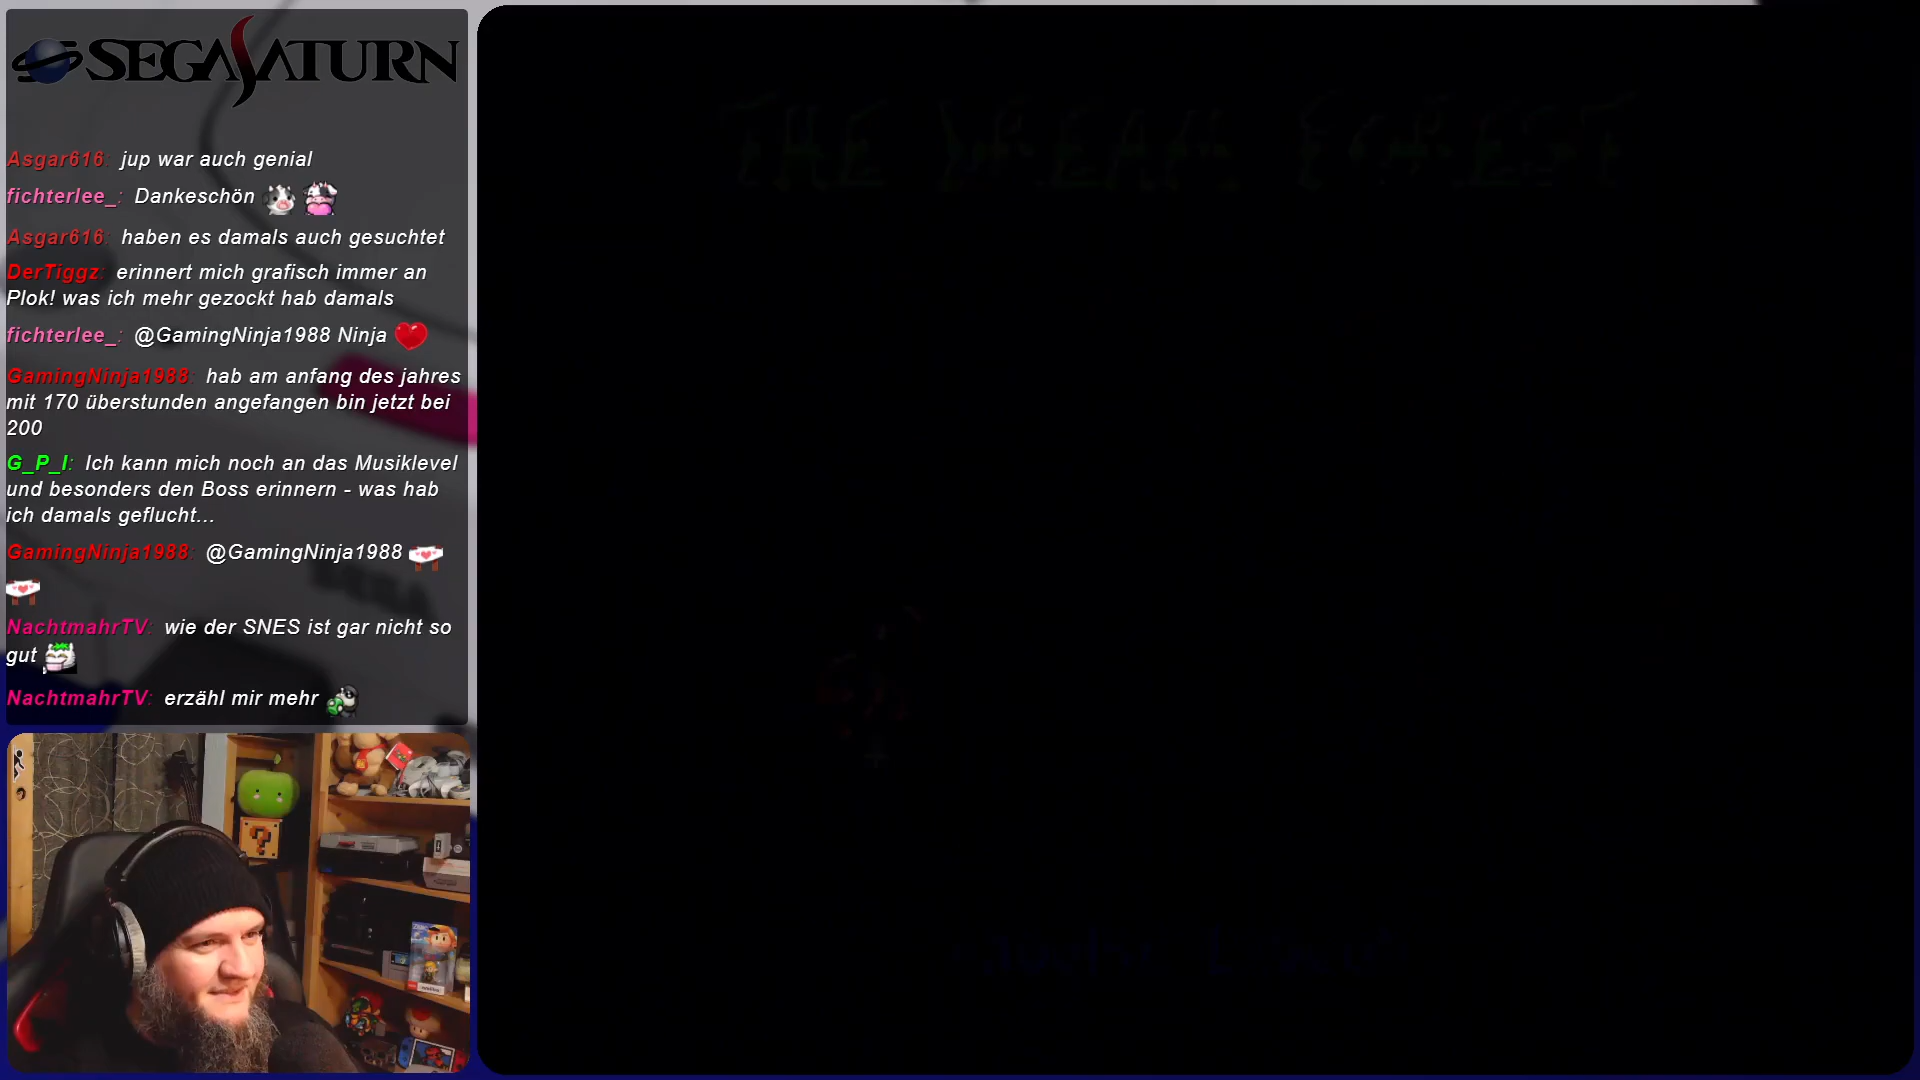 SEGA SATURN
Asgar616: jup war auch genial
fichterlee_: Dankeschön
Asgar616: haben es damals auch gesuchtet
DerTiggz: erinnert mich grafisch immer an
Plok! was ich mehr gezockt hab damals
fichterlee_: @GamingNinja1988 Ninja
GamingNinja1988: hab am anfang des jahres
mit 170 überstunden angefangen bin jetzt bei
200
G_P_I: Ich kann mich noch an das Musiklevel
und besonders den Boss erinnern - was hab
ich damals geflucht...
GamingNinja1988: @GamingNinja1988
NachtmahrTV: wie der SNES ist gar nicht so
gut
NachtmahrTV: erzähl mir mehr
THE DREAM FOREST